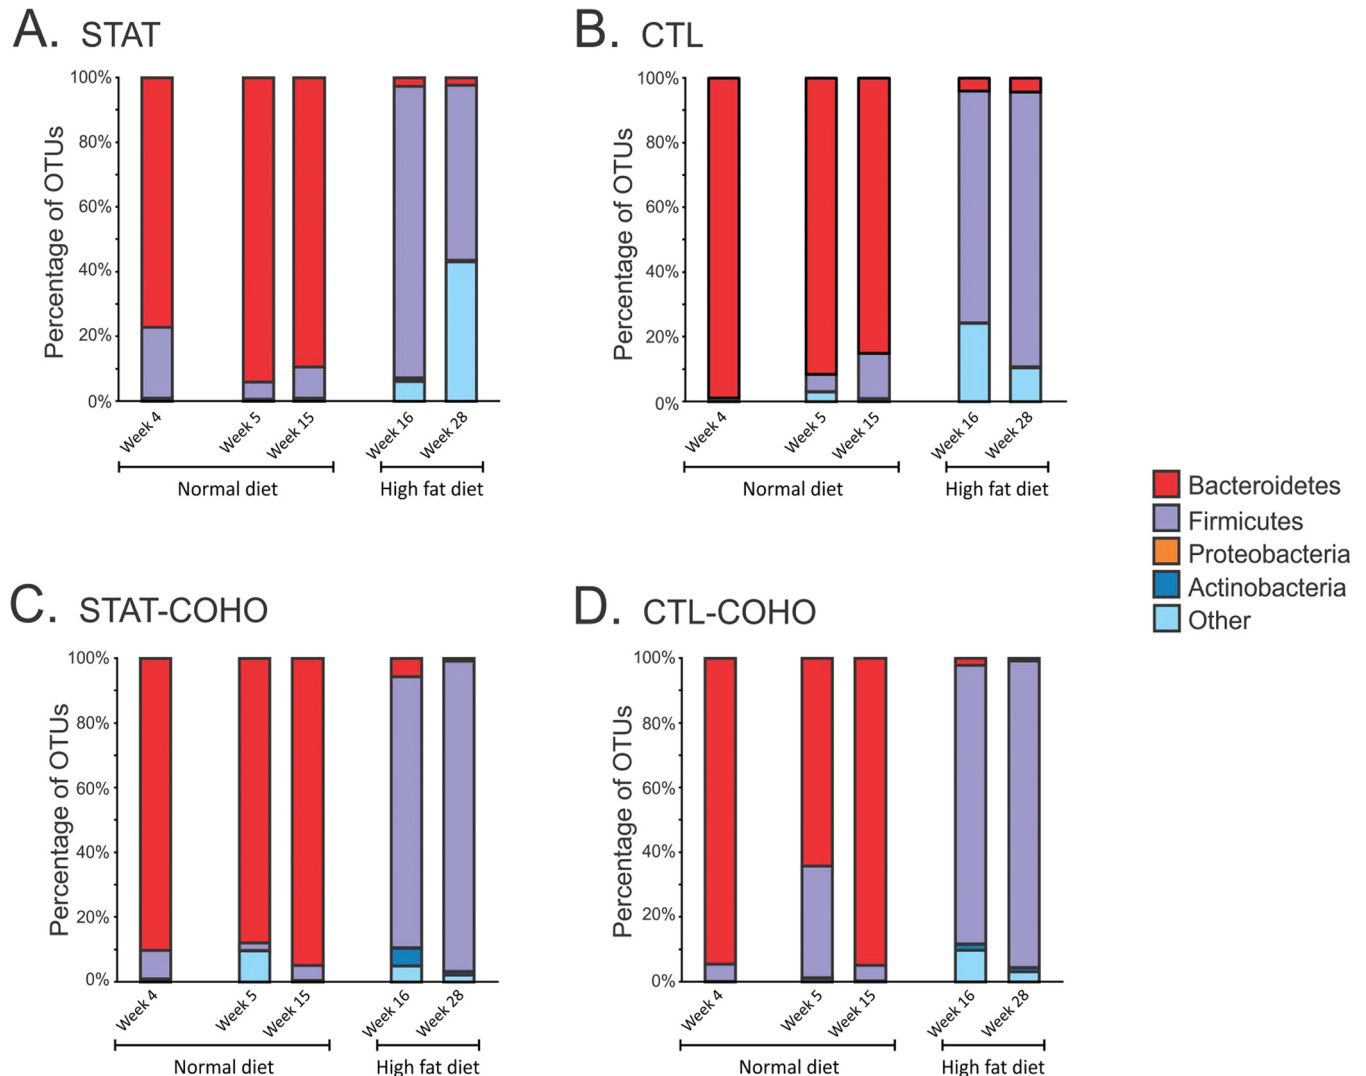 A. STAT
100%
80%
60%
40%
20%
0%
Percentage of OTUs
Week 4
Week 5
Week 15
Week 16
Week 28
Normal diet
High fat diet
B. CTL
100%
80%
60%
40%
20%
0%
Percentage of OTUs
Week 4
Week 5
Week 15
Week 16
Week 28
Normal diet
High fat diet
Bacteroidetes
Firmicutes
Proteobacteria
Actinobacteria
Other
C. STAT-COHO
100%
80%
60%
40%
20%
0%
Percentage of OTUs
Week 4
Week 5
Week 15
Week 16
Week 28
Normal diet
High fat diet
D. CTL-COHO
100%
80%
60%
40%
20%
0%
Percentage of OTUs
Week 4
Week 5
Week 15
Week 16
Week 28
Normal diet
High fat diet